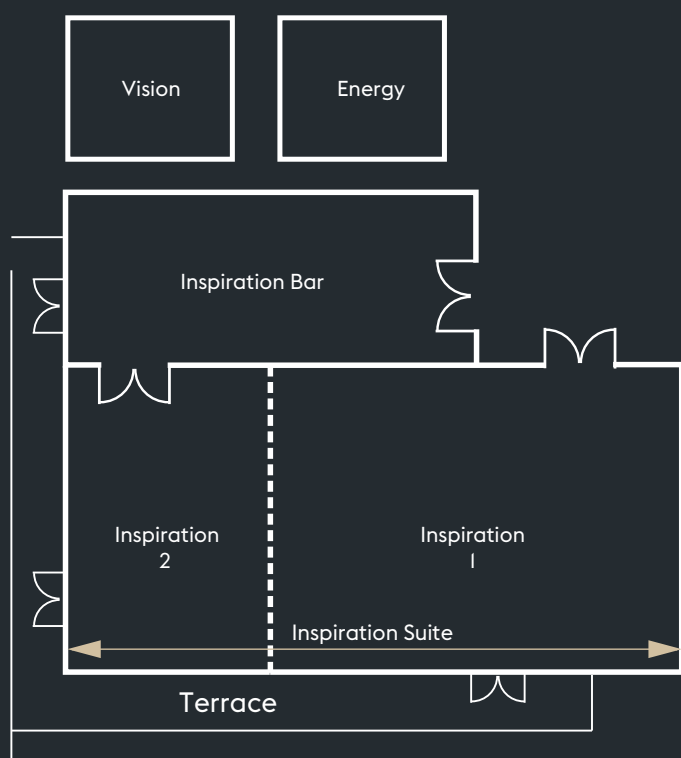 Vision
Energy
Inspiration Bar
Inspiration
2
Inspiration
1
Inspiration Suite
Terrace